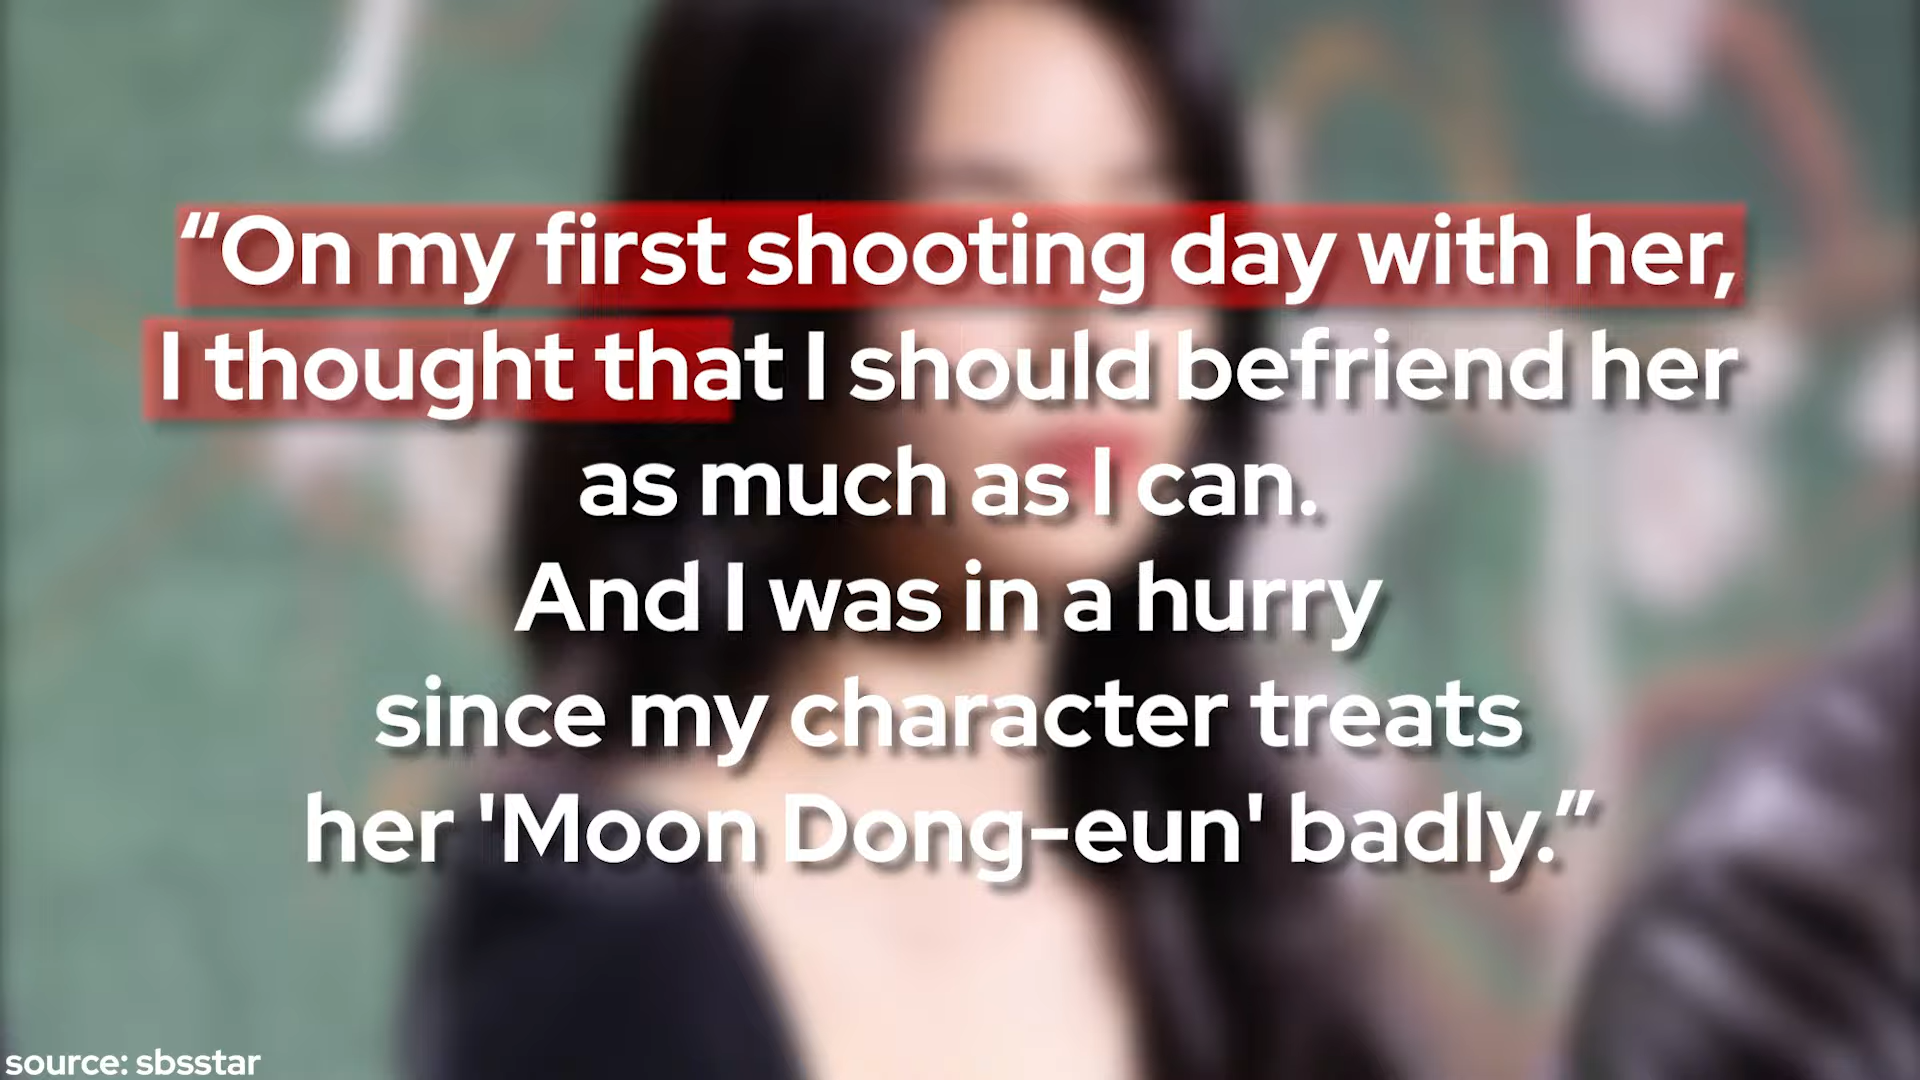 “On my first shooting day with her,
I thought that I should befriend her
as much as I can.
And I was in a hurry
since my character treats
her 'Moon Dong-eun' badly.”
source: sbsstar